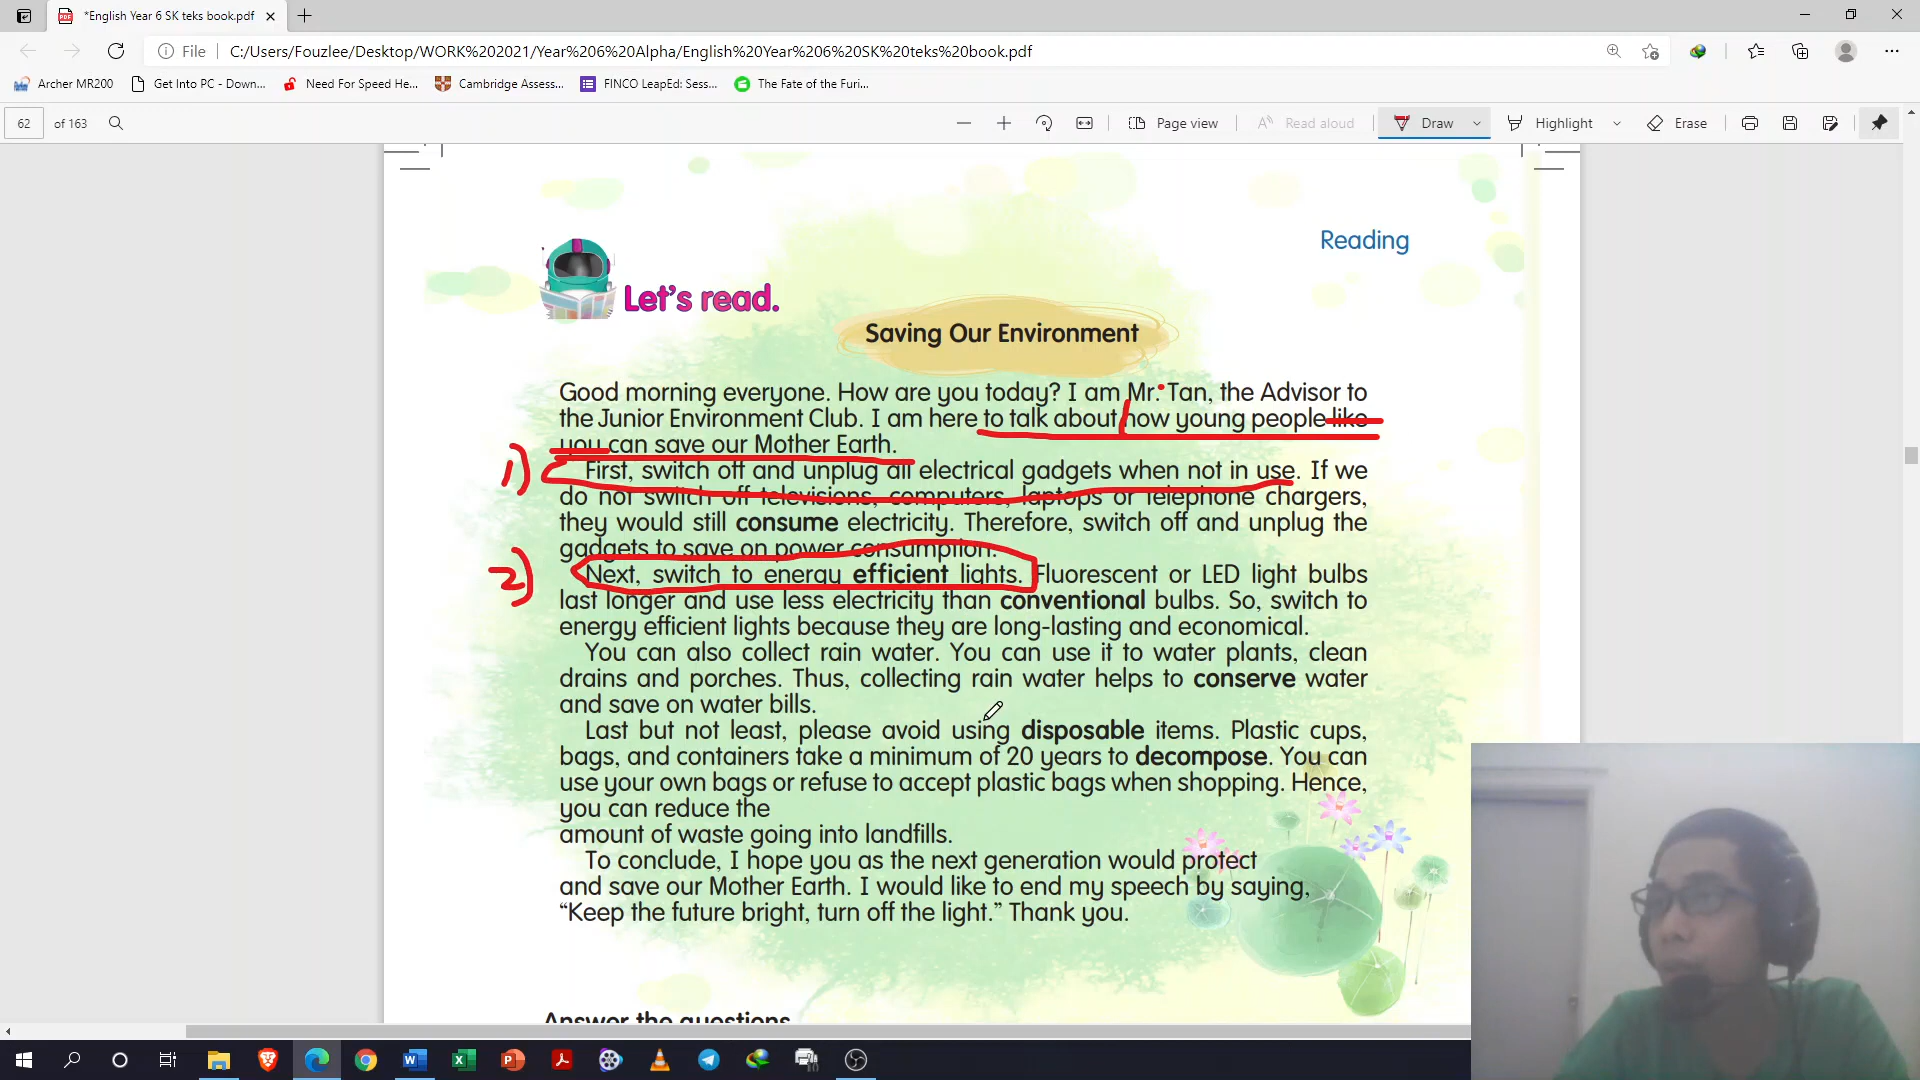 *English Year 6 SK teks book.pdf
File
C:/Users/Fouzlee/Desktop/WORK%202021/Year%206%20Alpha/English%20Year%206%20SK%20teks%20book.pdf
Archer MR200
Get Into PC - Down...
Need For Speed He...
Cambridge Assess...
FINCO LeapEd: Sess...
The Fate of the Furi...
62
of 163
Page view
Read aloud
Draw
Highlight
Erase
Reading
Let's read.
Saving Our Environment
Good morning everyone. How are you today? I am Mr. Tan, the Advisor to
the Junior Environment Club. I am here to talk about how young people like
you can save our Mother Earth.
1) First, switch off and unplug all electrical gadgets when not in use. If we
do not switch off televisions, computers, laptops or telephone chargers,
they would still consume electricity. Therefore, switch off and unplug the
gadgets to save on power consumption.
2) Next, switch to energy efficient lights. Fluorescent or LED light bulbs
last longer and use less electricity than conventional bulbs. So, switch to
energy efficient lights because they are long-lasting and economical.
You can also collect rain water. You can use it to water plants, clean
drains and porches. Thus, collecting rain water helps to conserve water
and save on water bills.
Last but not least, please avoid using disposable items. Plastic cups,
bags, and containers take a minimum of 20 years to decompose. You can
use your own bags or refuse to accept plastic bags when shopping. Hence,
you can reduce the
amount of waste going into landfills.
To conclude, I hope you as the next generation would protect
and save our Mother Earth. I would like to end my speech by saying,
“Keep the future bright, turn off the light.” Thank you.
Answer the questions